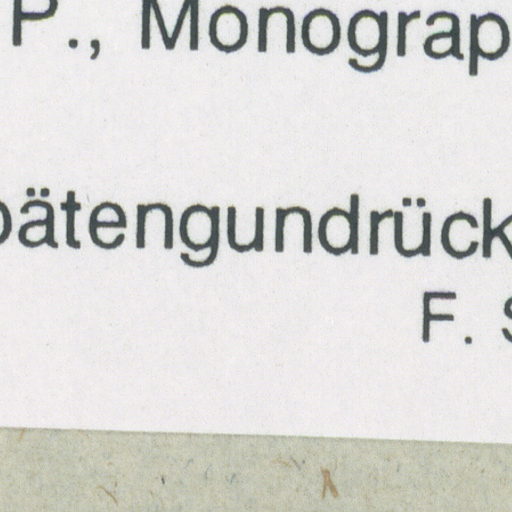 P., Monograp
pätengundrück
F. S